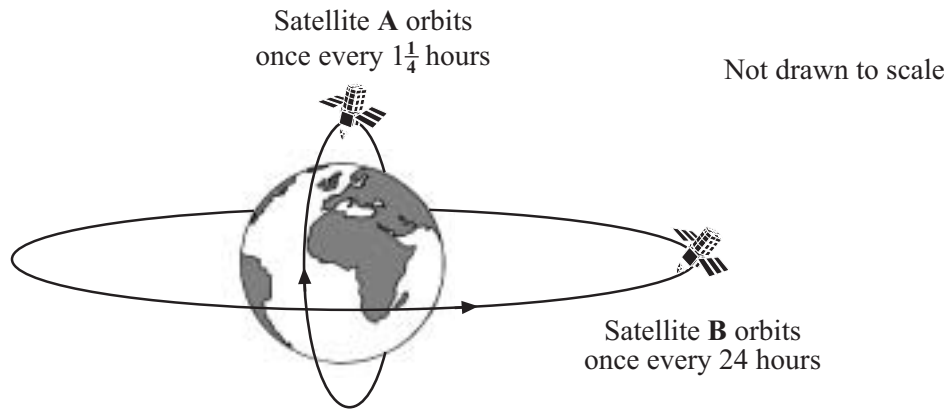 Satellite A orbits
once every 1¼ hours
Not drawn to scale
Satellite B orbits
once every 24 hours